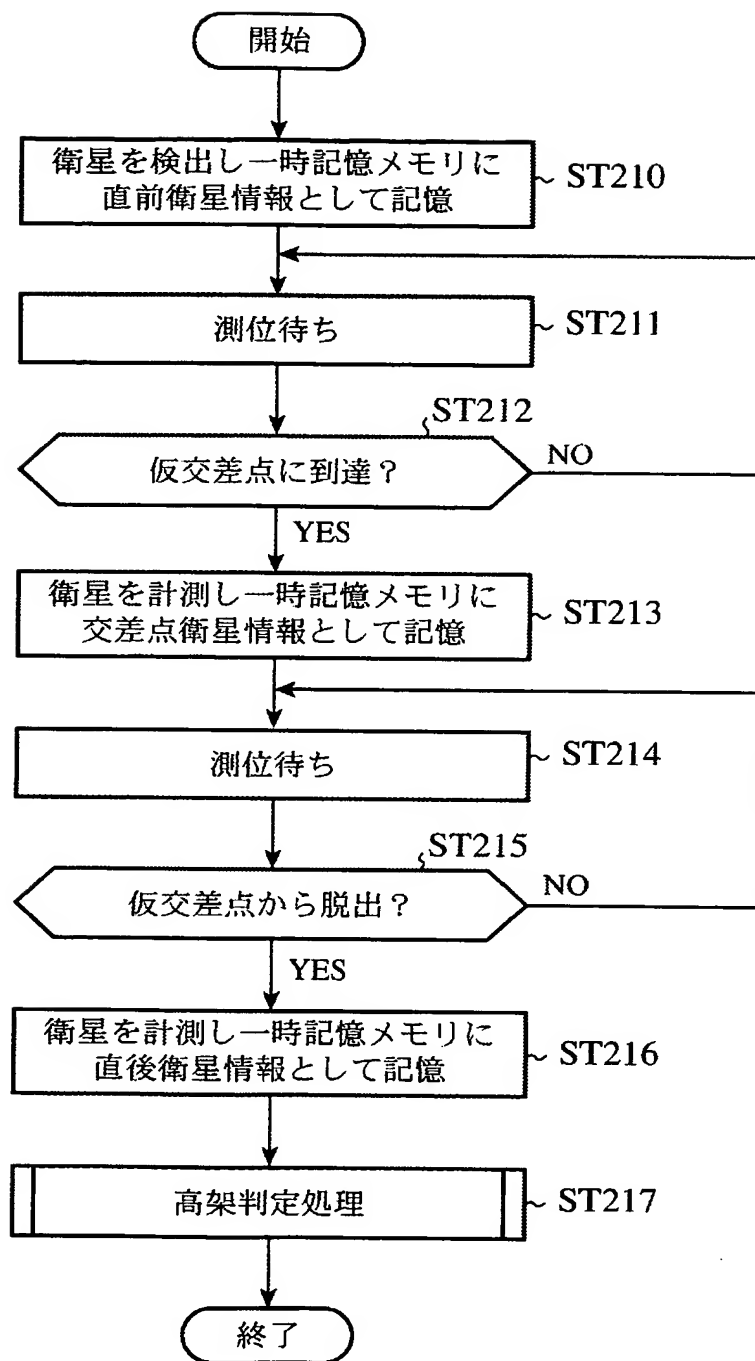 開始
衛星を検出し一時記憶メモリに
直前衛星情報として記憶
ST210
測位待ち
ST211
ST212
仮交差点に到達?
NO
YES
衛星を計測し一時記憶メモリに
交差点衛星情報として記憶
ST213
測位待ち
ST214
ST215
仮交差点から脱出?
NO
YES
衛星を計測し一時記憶メモリに
直後衛星情報として記憶
ST216
高架判定処理
ST217
終了